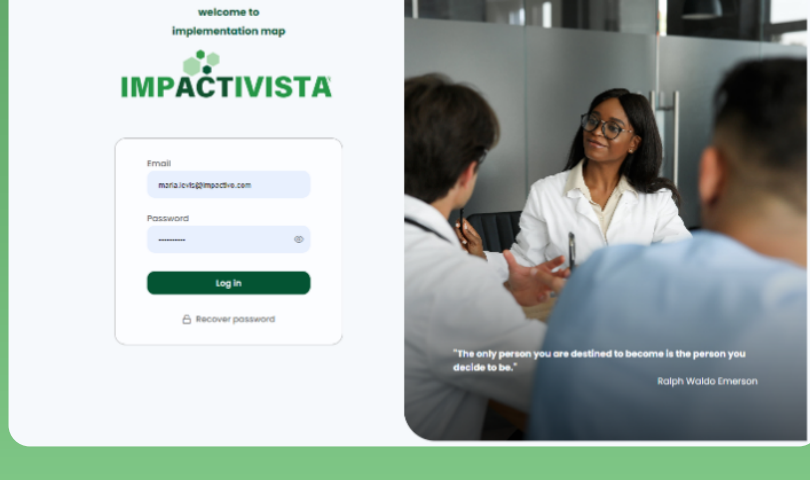 welcome to
implementation map
IMPACTIVISTA
Email
maria.levis@impactive.com
Password
Log in
Recover password
"The only person you are destined to become is the person you
decide to be."
Ralph Waldo Emerson